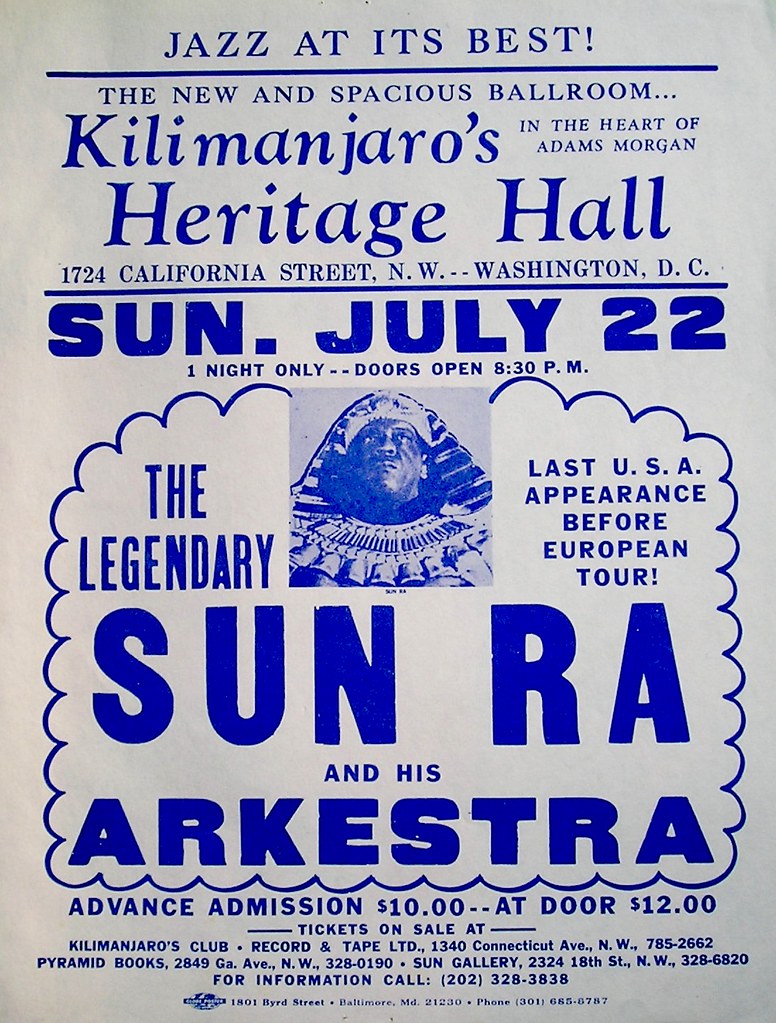 JAZZ AT ITS BEST!
THE NEW AND SPACIOUS BALLROOM...
Kilimanjaro's IN THE HEART OF ADAMS MORGAN
Heritage Hall
1724 CALIFORNIA STREET, N.W.--WASHINGTON, D.C.
SUN. JULY 22
1 NIGHT ONLY--DOORS OPEN 8:30 P.M.
THE
LEGENDARY
LAST U.S.A.
APPEARANCE
BEFORE
EUROPEAN
TOUR!
SUN RA
SUN RA
AND HIS
ARKESTRA
ADVANCE ADMISSION $10.00--AT DOOR $12.00
TICKETS ON SALE AT
KILIMANJARO'S CLUB • RECORD & TAPE LTD., 1340 Connecticut Ave., N.W., 785-2662
PYRAMID BOOKS, 2849 Ga. Ave., N.W., 328-0190 • SUN GALLERY, 2324 18th St., N.W., 328-6820
FOR INFORMATION CALL: (202) 328-3838
GLOBE POSTER 1801 Byrd Street • Baltimore, Md. 21230 • Phone (301) 685-8787